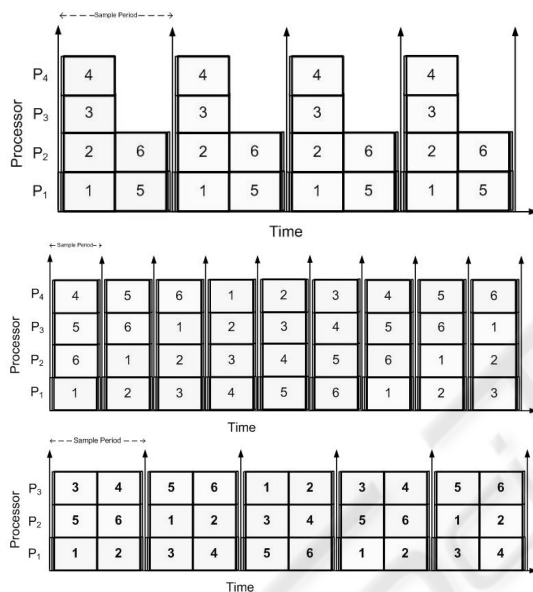 Sample Period
P4 4 4 4 4
P3 3 3 3 3
P2 2 6 2 6 2 6 2 6
P1 1 5 1 5 1 5 1 5
Processor
Time
Sample Period
P4 4 5 6 1 2 3 4 5 6
P3 5 6 1 2 3 4 5 6 1
P2 6 1 2 3 4 5 6 1 2
P1 1 2 3 4 5 6 1 2 3
Processor
Time
Sample Period
P3 3 4 5 6 1 2 3 4 5 6
P2 5 6 1 2 3 4 5 6 1 2
P1 1 2 3 4 5 6 1 2 3 4
Processor
Time